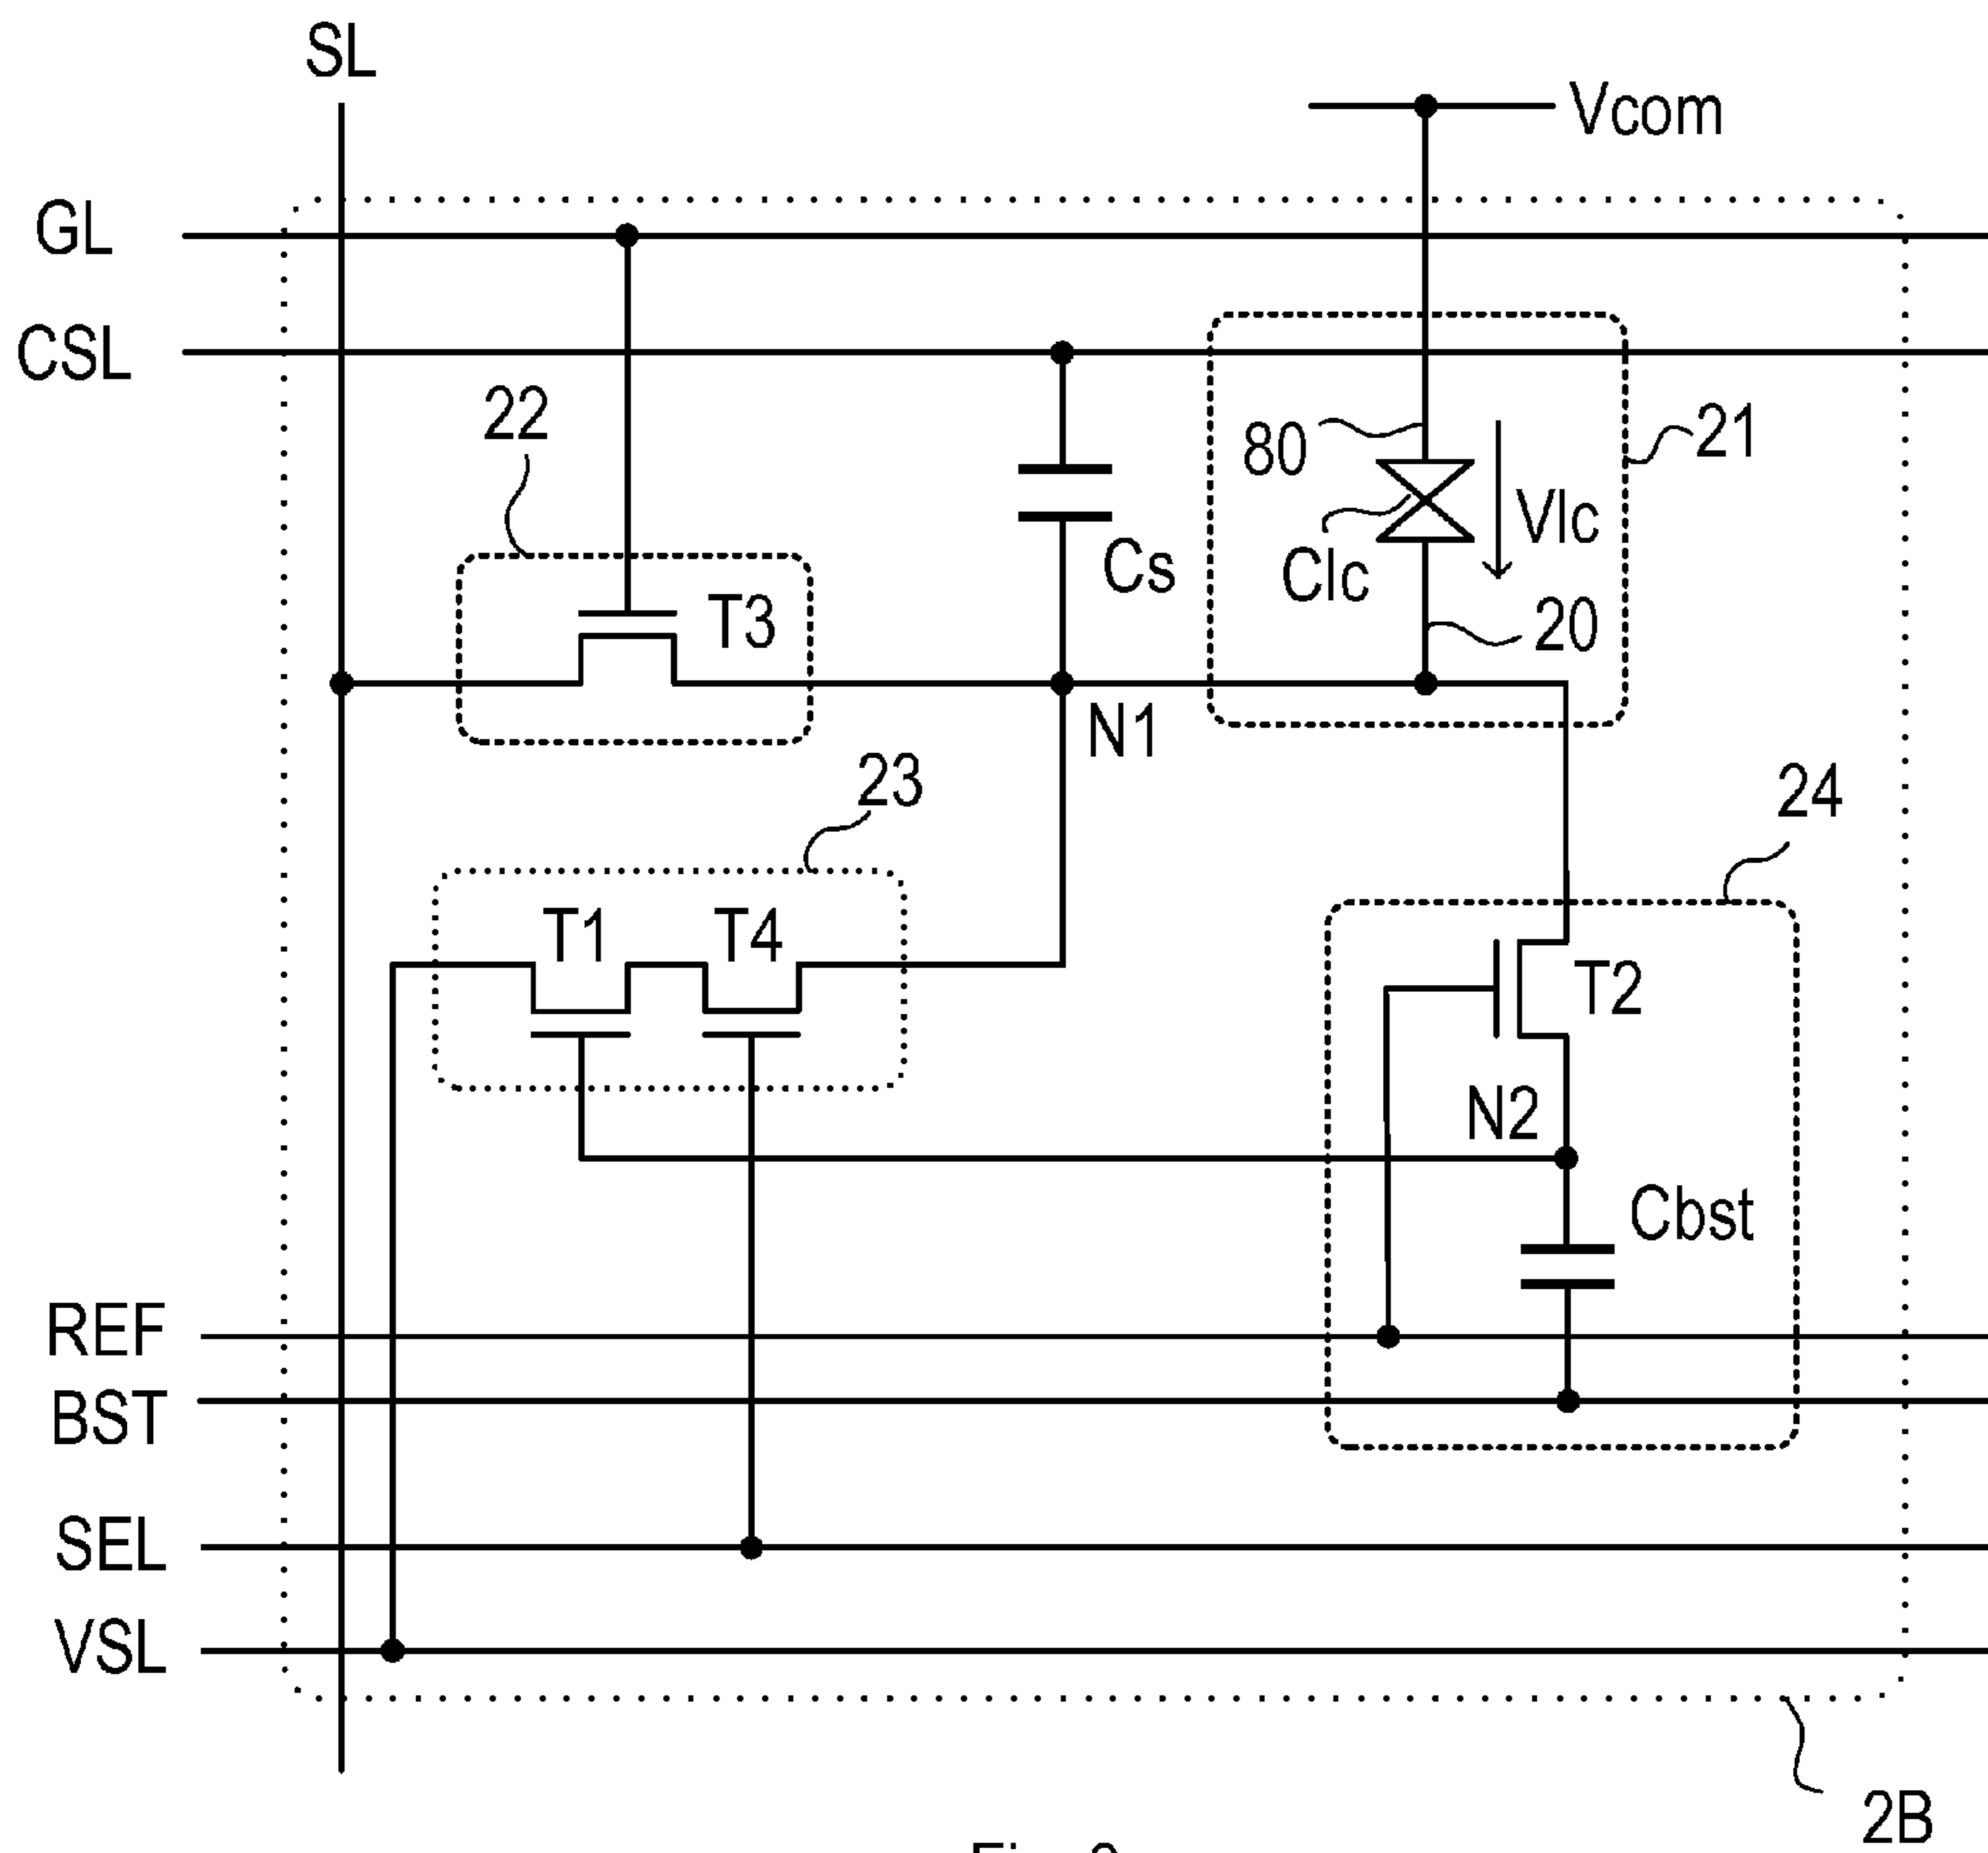 SL
Vcom
GL
CSL
22
80
21
Vlc
Clc
Cs
20
T3
N1
23
24
T1
T4
T2
N2
Cbst
REF
BST
SEL
VSL
2B